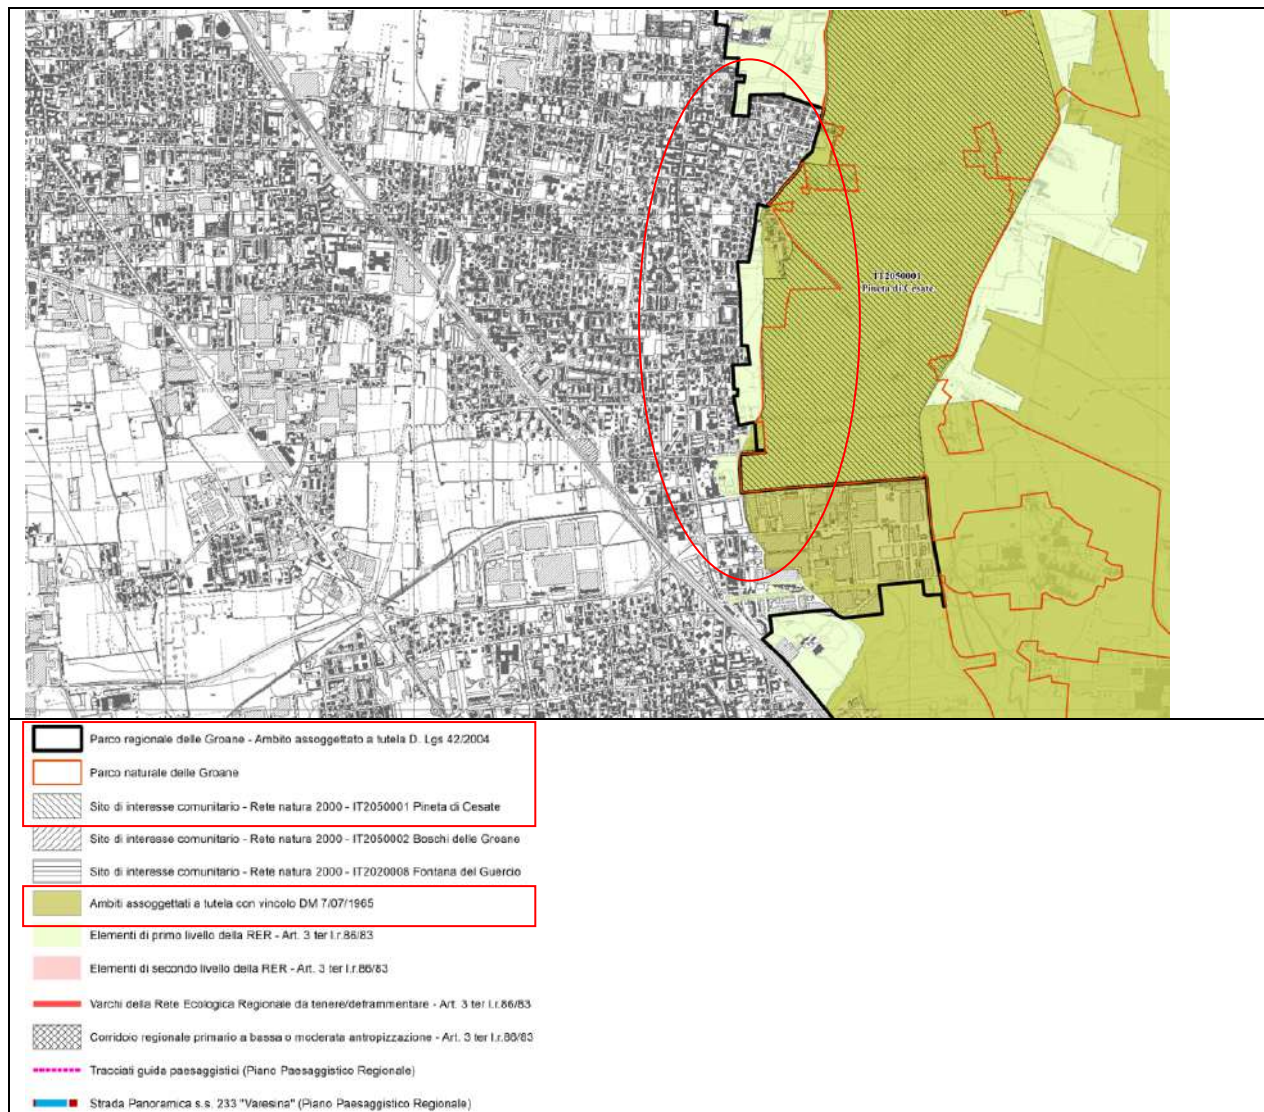 IT2050001
Pineta di Cesate
Parco regionale delle Groane - Ambito assoggettato a tutela D. Lgs 42/2004
Parco naturale delle Groane
Sito di interesse comunitario - Rete natura 2000 - IT2050001 Pineta di Cesate
Sito di interesse comunitario - Rete natura 2000 - IT2050002 Boschi delle Groane
Sito di interesse comunitario - Rete natura 2000 - IT2020008 Fontana del Guercio
Ambiti assoggettati a tutela con vincolo DM 7/07/1965
Elementi di primo livello della RER - Art. 3 ter l.r.86/83
Elementi di secondo livello della RER - Art. 3 ter l.r.86/83
Varchi della Rete Ecologica Regionale da tenere/deframmentare - Art. 3 ter l.r.86/83
Corridoio regionale primario a bassa o moderata antropizzazione - Art. 3 ter l.r.86/83
Tracciati guida paesaggistici (Piano Paesaggistico Regionale)
Strada Panoramica s.s. 233 "Varesina" (Piano Paesaggistico Regionale)